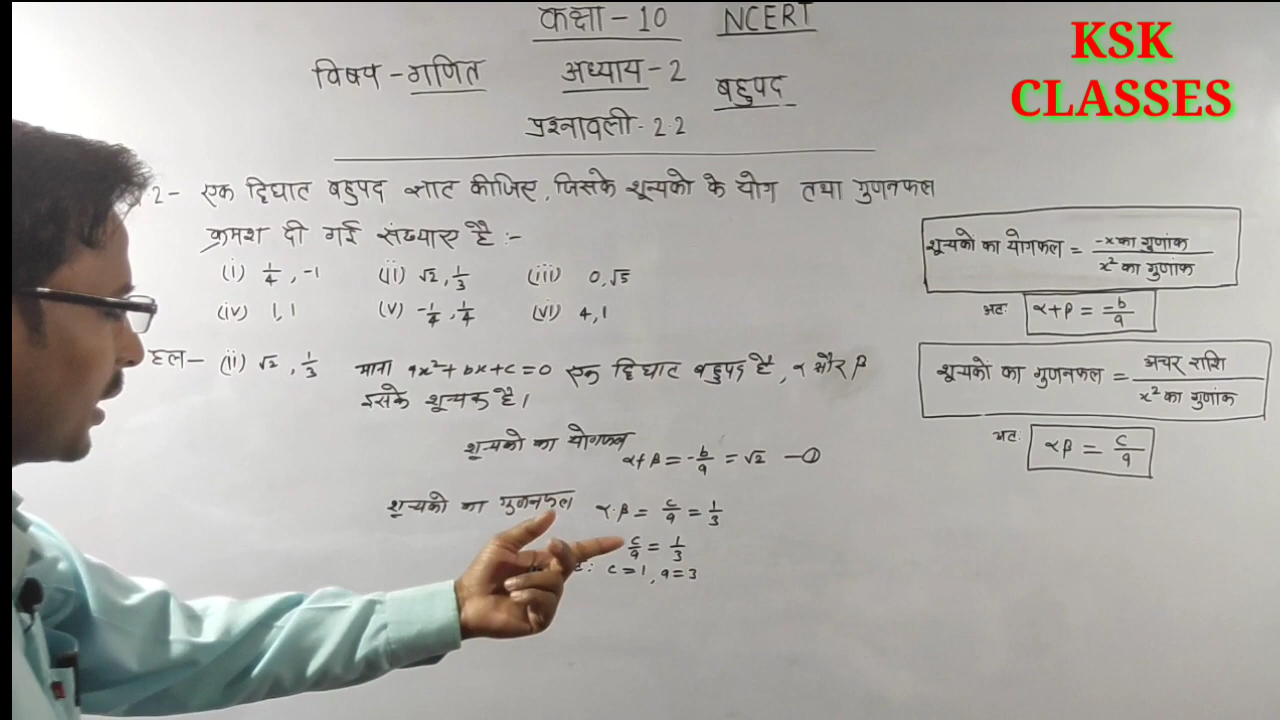 कक्षा - 10 NCERT
KSK
CLASSES
विषय - गणित अध्याय - 2 बहुपद
प्रश्नावली - 2.2
2- एक द्विघात बहुपद ज्ञात कीजिए, जिसके शून्यको के योग तथा गुणनफल
क्रमश दी गई संख्याए है :-
(i) 1/4, -1 (ii) √2, 1/3 (iii) 0, √5
(iv) 1, 1 (v) -1/4, 1/4 (vi) 4, 1
हल- (ii) √2, 1/3 माना ax²+bx+c=0 एक द्विघात बहुपद है, α और β
इसके शून्यक है।
शून्यको का योगफल
α+β = -b/a = √2 —①
शून्यको का गुणनफल α.β = c/a = 1/3
c/a = 1/3
c=1, a=3
शून्यको का योगफल = -x का गुणांक / x² का गुणांक
अतः α+β = -b/a
शून्यकों का गुणनफल = अचर राशि / x² का गुणांक
अतः αβ = c/a